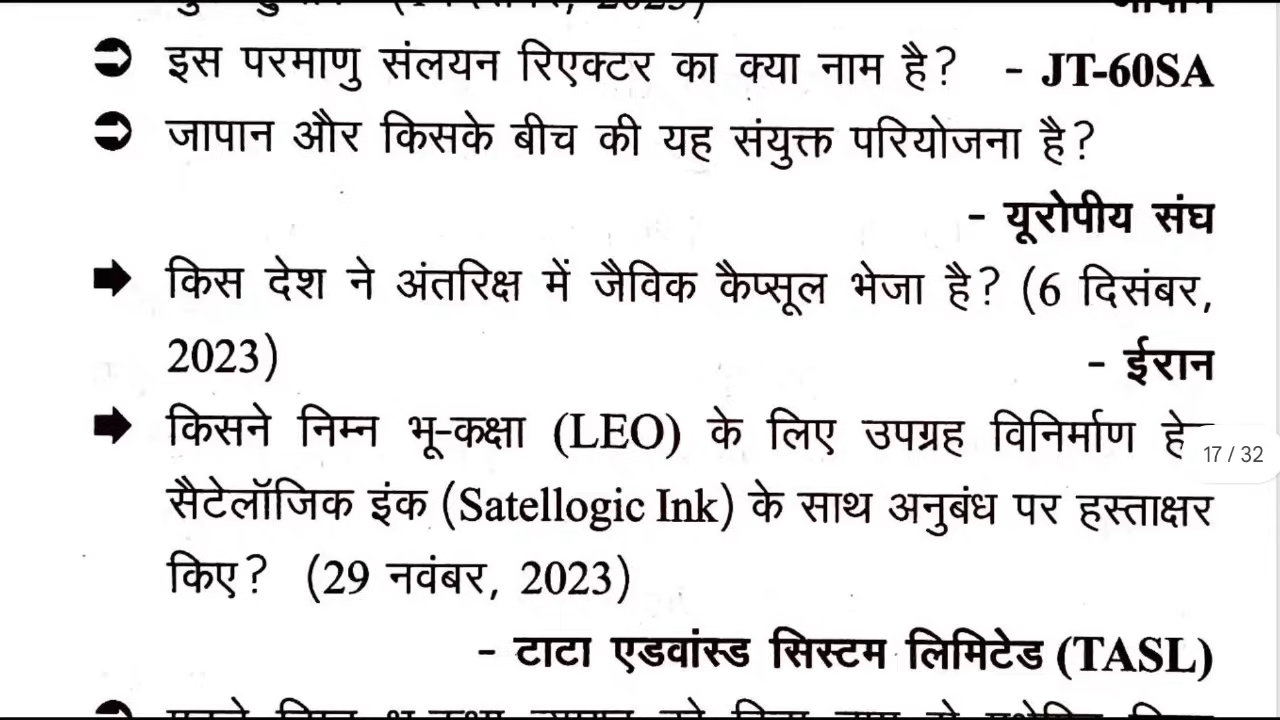 ➲ इस परमाणु संलयन रिएक्टर का क्या नाम है? - JT-60SA
➲ जापान और किसके बीच की यह संयुक्त परियोजना है?
- यूरोपीय संघ
➡ किस देश ने अंतरिक्ष में जैविक कैप्सूल भेजा है? (6 दिसंबर,
2023) - ईरान
➡ किसने निम्न भू-कक्षा (LEO) के लिए उपग्रह विनिर्माण
17 / 32
सैटेलॉजिक इंक (Satellogic Ink) के साथ अनुबंध पर हस्ताक्षर
किए? (29 नवंबर, 2023)
- टाटा एडवांस्ड सिस्टम लिमिटेड (TASL)